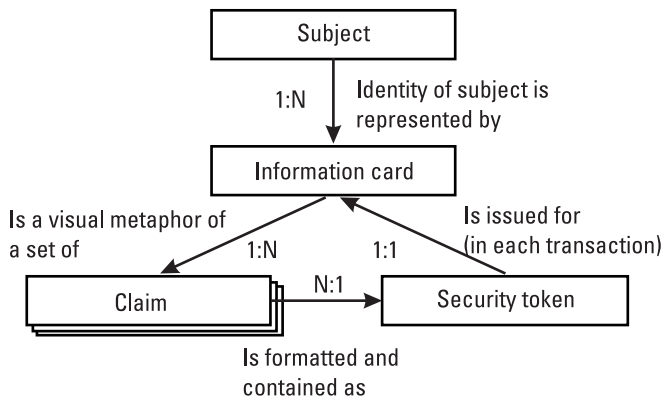 Subject
1:N
Identity of subject is
represented by
Information card
Is a visual metaphor of
a set of
1:N
1:1
Is issued for
(in each transaction)
Claim
N:1
Security token
Is formatted and
contained as